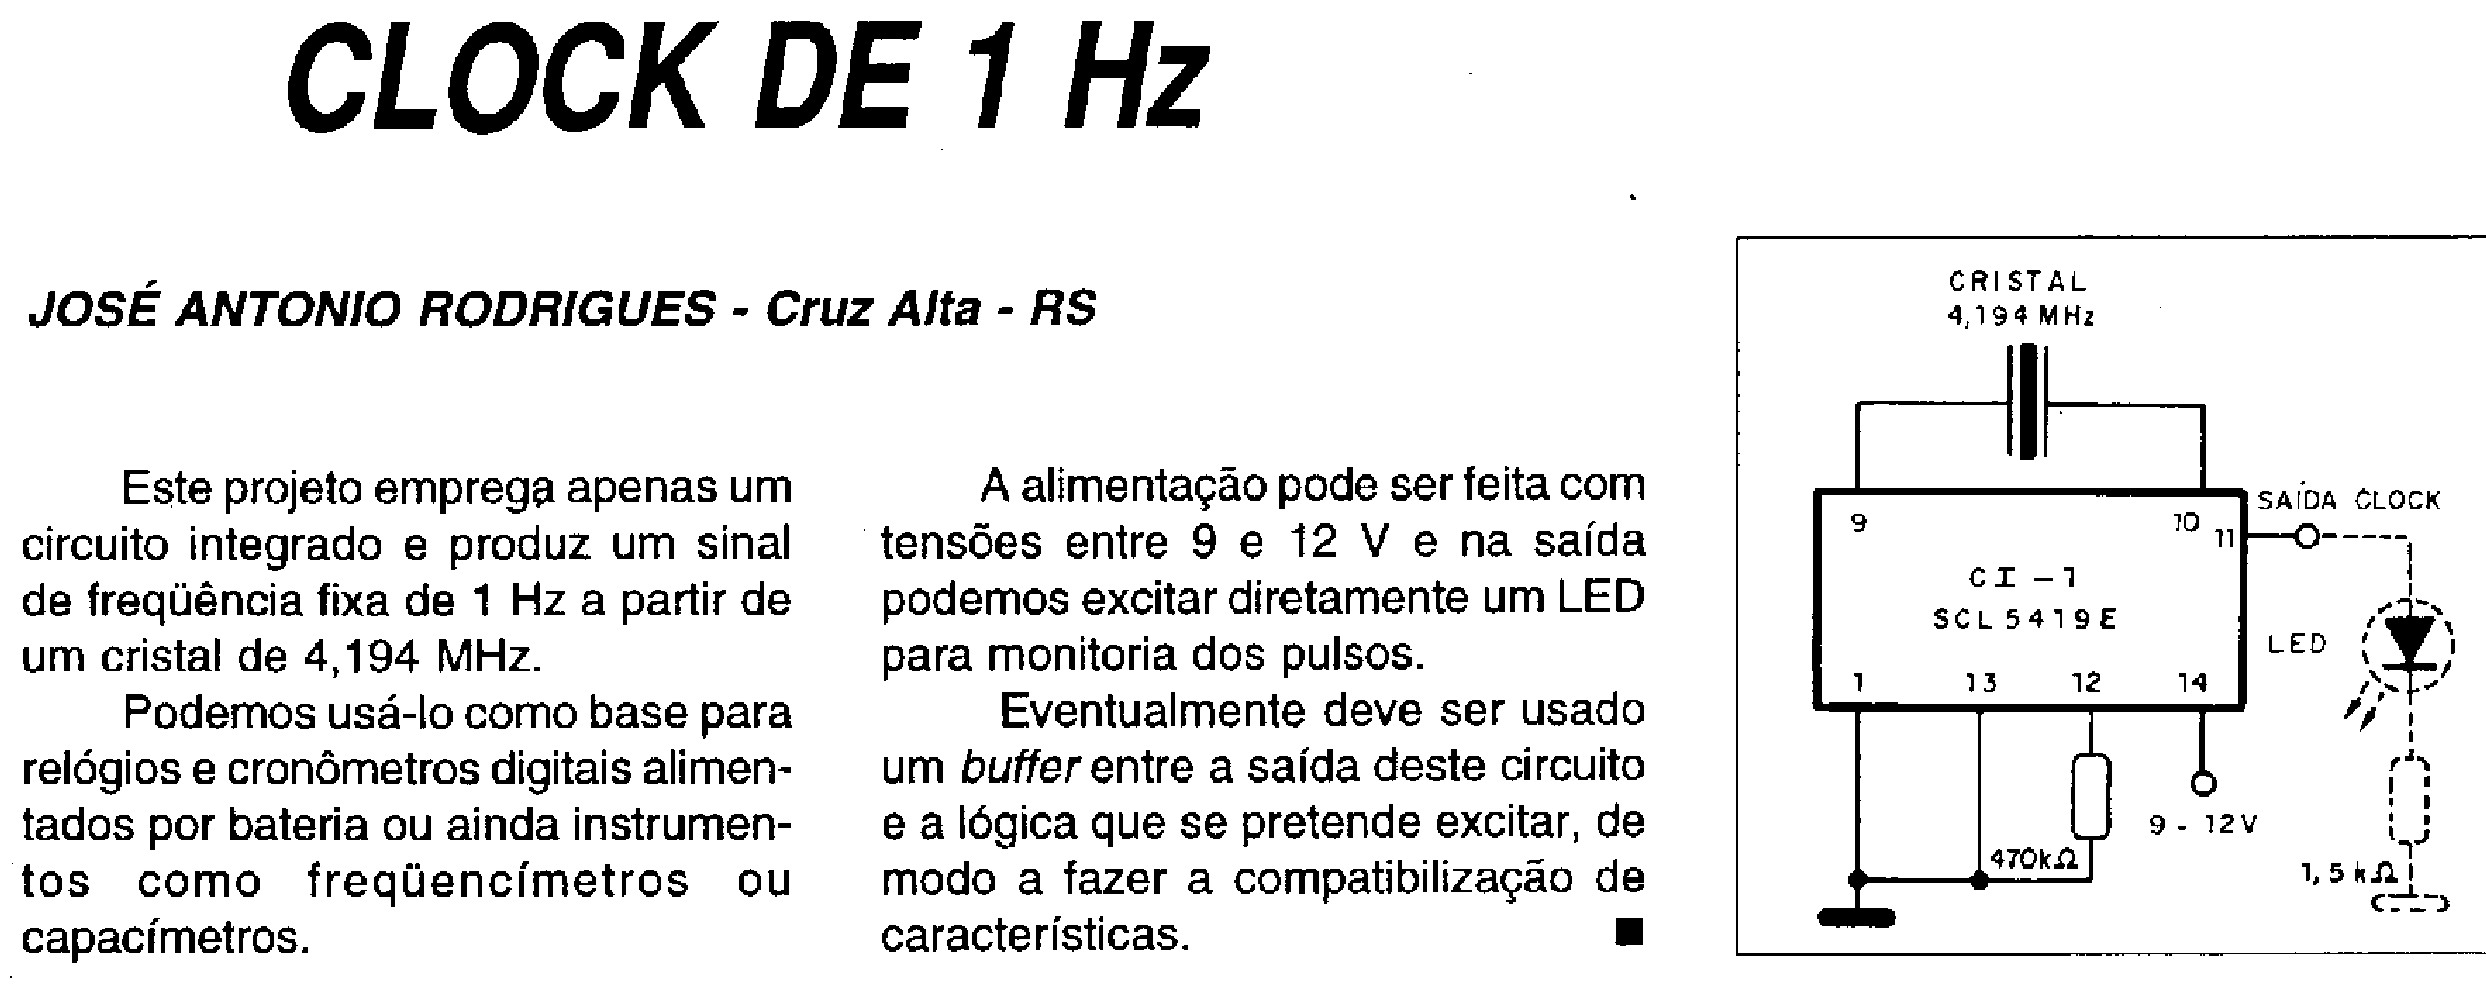 CLOCK DE 1 Hz
JOSÉ ANTONIO RODRIGUES - Cruz Alta - RS
Este projeto emprega apenas um
circuito integrado e produz um sinal
de freqüência fixa de 1 Hz a partir de
um cristal de 4,194 MHz.
Podemos usá-lo como base para
relógios e cronômetros digitais alimen-
tados por bateria ou ainda instrumen-
tos como freqüencímetros ou
capacímetros.
A alimentação pode ser feita com
tensões entre 9 e 12 V e na saída
podemos excitar diretamente um LED
para monitoria dos pulsos.
Eventualmente deve ser usado
um buffer entre a saída deste circuito
e a lógica que se pretende excitar, de
modo a fazer a compatibilização de
características.
CRISTAL
4,194 MHz
SAÍDA CLOCK
9
10
11
CI - 1
SCL 5419E
LED
1
13
12
14
9 - 12V
470kΩ
1,5kΩ